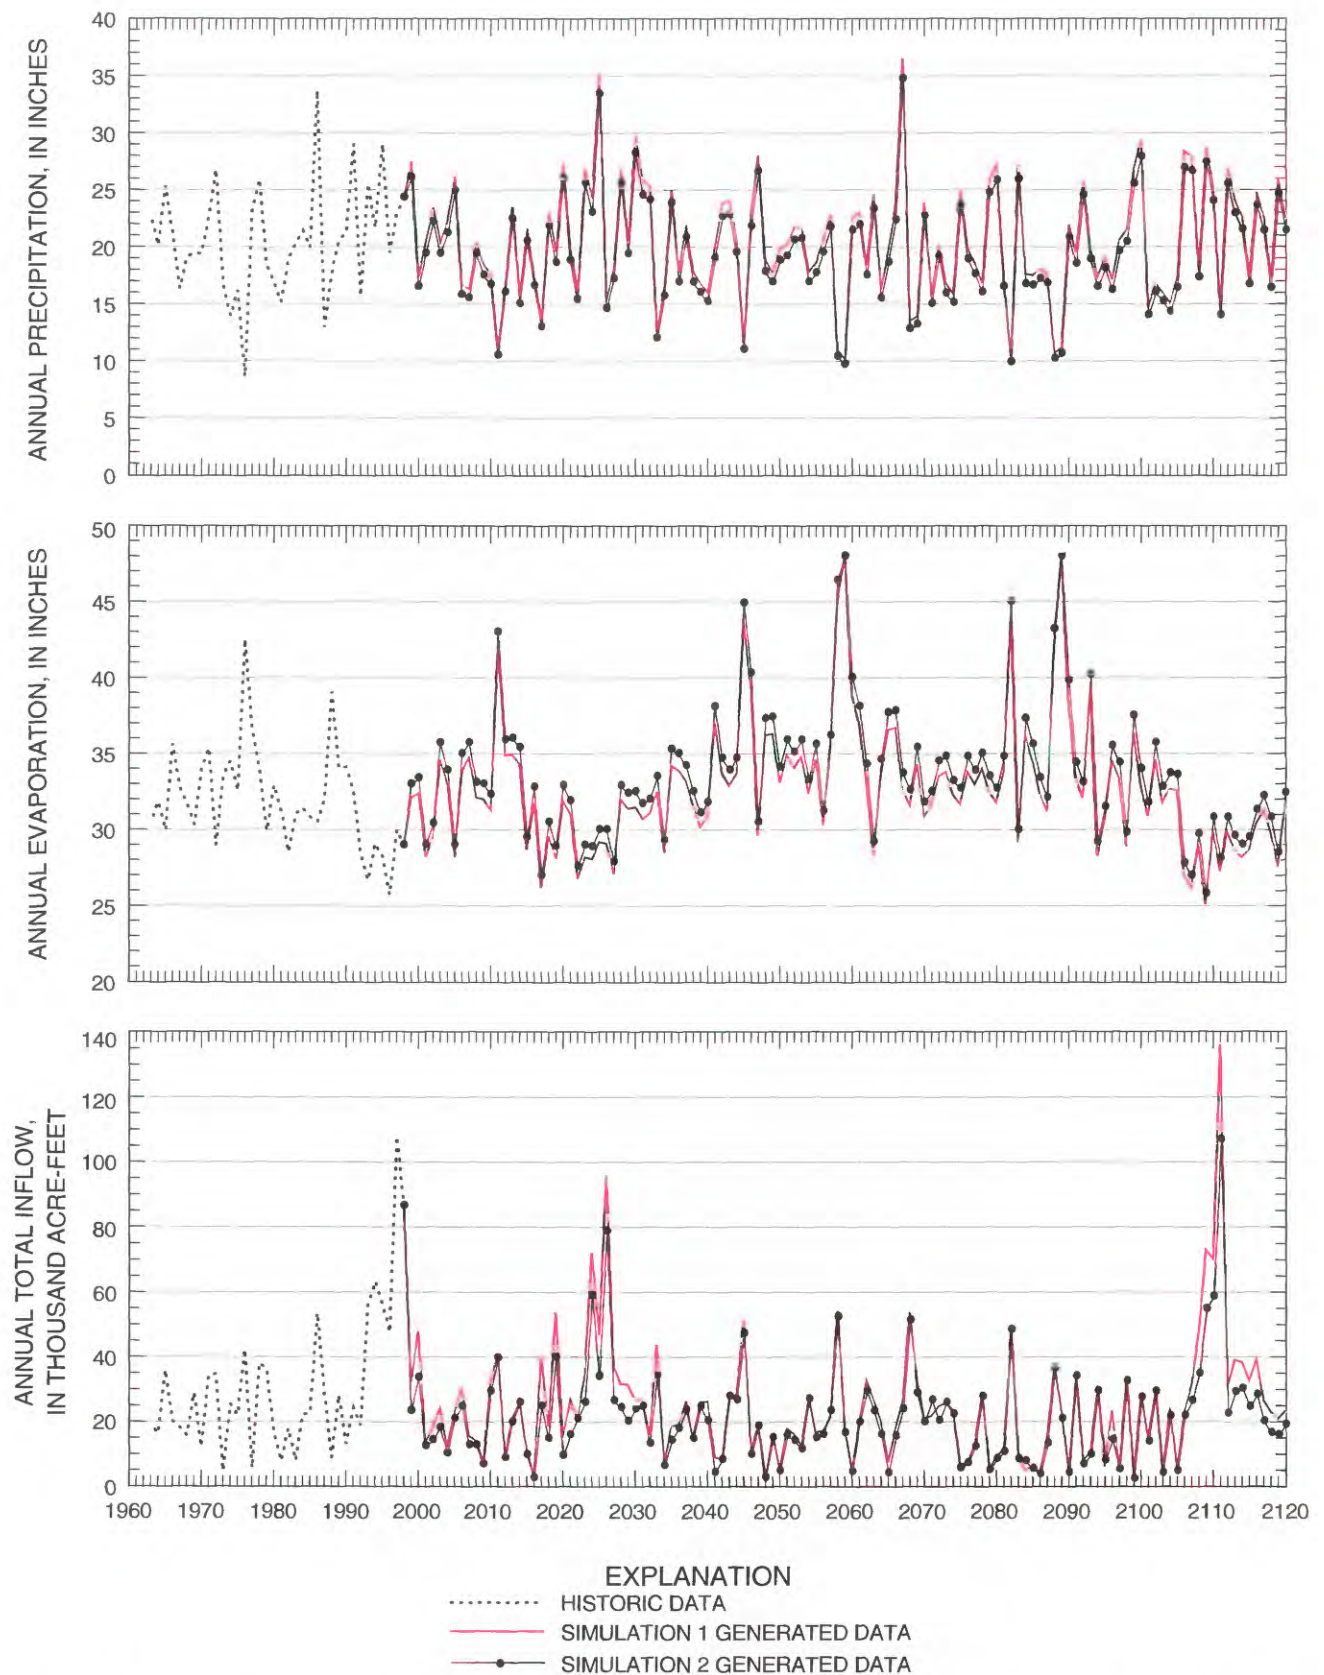 40
35
30
25
20
15
10
5
0
ANNUAL PRECIPITATION, IN INCHES
50
45
40
35
30
25
20
ANNUAL EVAPORATION, IN INCHES
140
120
100
80
60
40
20
0
ANNUAL TOTAL INFLOW,
IN THOUSAND ACRE-FEET
1960 1970 1980 1990 2000 2010 2020 2030 2040 2050 2060 2070 2080 2090 2100 2110 2120
EXPLANATION
HISTORIC DATA
SIMULATION 1 GENERATED DATA
SIMULATION 2 GENERATED DATA